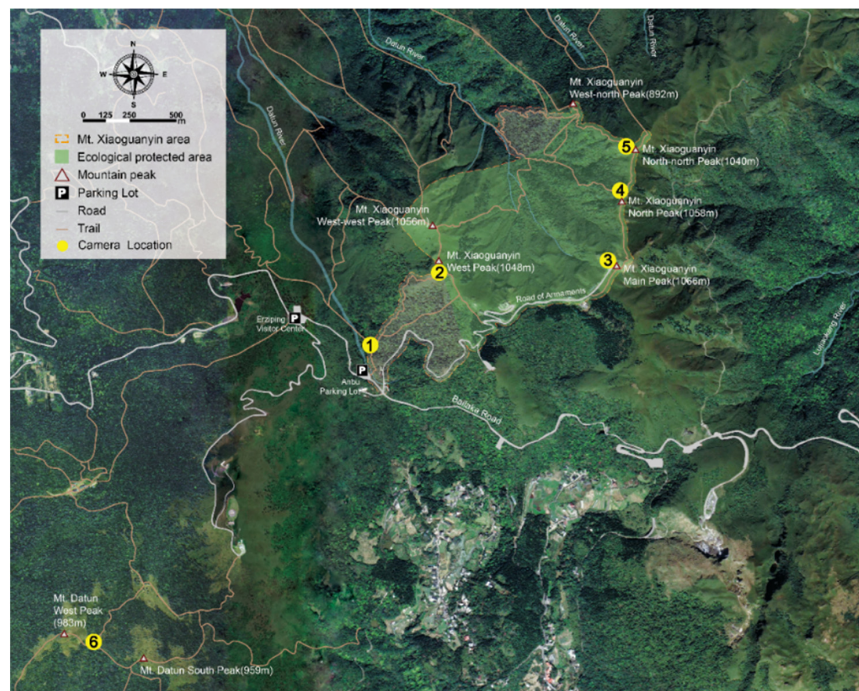 N
W
E
S
0 125 250 500
m
Mt. Xiaoguanyin area
Ecological protected area
Mountain peak
P
Parking Lot
Road
Trail
Camera Location
Datun River
Datun River
Datun River
Datun River
Mt. Xiaoguanyin
West-north Peak(892m)
5
Mt. Xiaoguanyin
North-north Peak(1040m)
4
Mt. Xiaoguanyin
North Peak(1058m)
Mt. Xiaoguanyin
West-west Peak(1056m)
Mt. Xiaoguanyin
West Peak(1048m)
2
3
Mt. Xiaoguanyin
Main Peak(1066m)
Road of Armaments
Erziping
Visitor Center
P
1
P
Anbu
Parking Lot
Bailaka Road
Mt. Datun
West Peak
(983m)
6
Mt. Datun South Peak(959m)